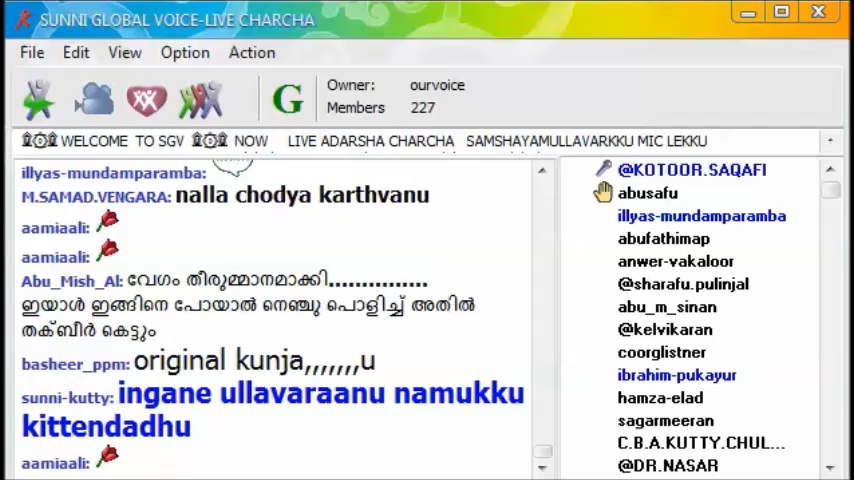 SUNNI GLOBAL VOICE-LIVE CHARCHA
File Edit View Option Action
G
Owner: ourvoice
Members 227
WELCOME TO SGV NOW LIVE ADARSHA CHARCHA SAMSHAYAMULLAVARKKU MIC LEKKU
illyas-mundamparamba:
M.SAMAD.VENGARA: nalla chodya karthvanu
aamiaali:
aamiaali:
Abu_Mish_Al: വേഗം തീരുമ്മാനമാക്കി...............
ഇയാൾ ഇങ്ങിനെ പോയാൽ നെഞ്ചു പൊളിച്ച് അതിൽ
തക്ബീർ കെട്ടും
basheer_ppm: original kunja,,,,,,,u
sunni-kutty: ingane ullavaraanu namukku
kittendadhu
aamiaali:
@KOTOOR.SAQAFI
abusafu
illyas-mundamparamba
abufathimap
anwer-vakaloor
@sharafu.pulinjal
abu_m_sinan
@kelvikaran
coorglistner
ibrahim-pukayur
hamza-elad
sagarmeeran
C.B.A.KUTTY.CHUL...
@DR.NASAR